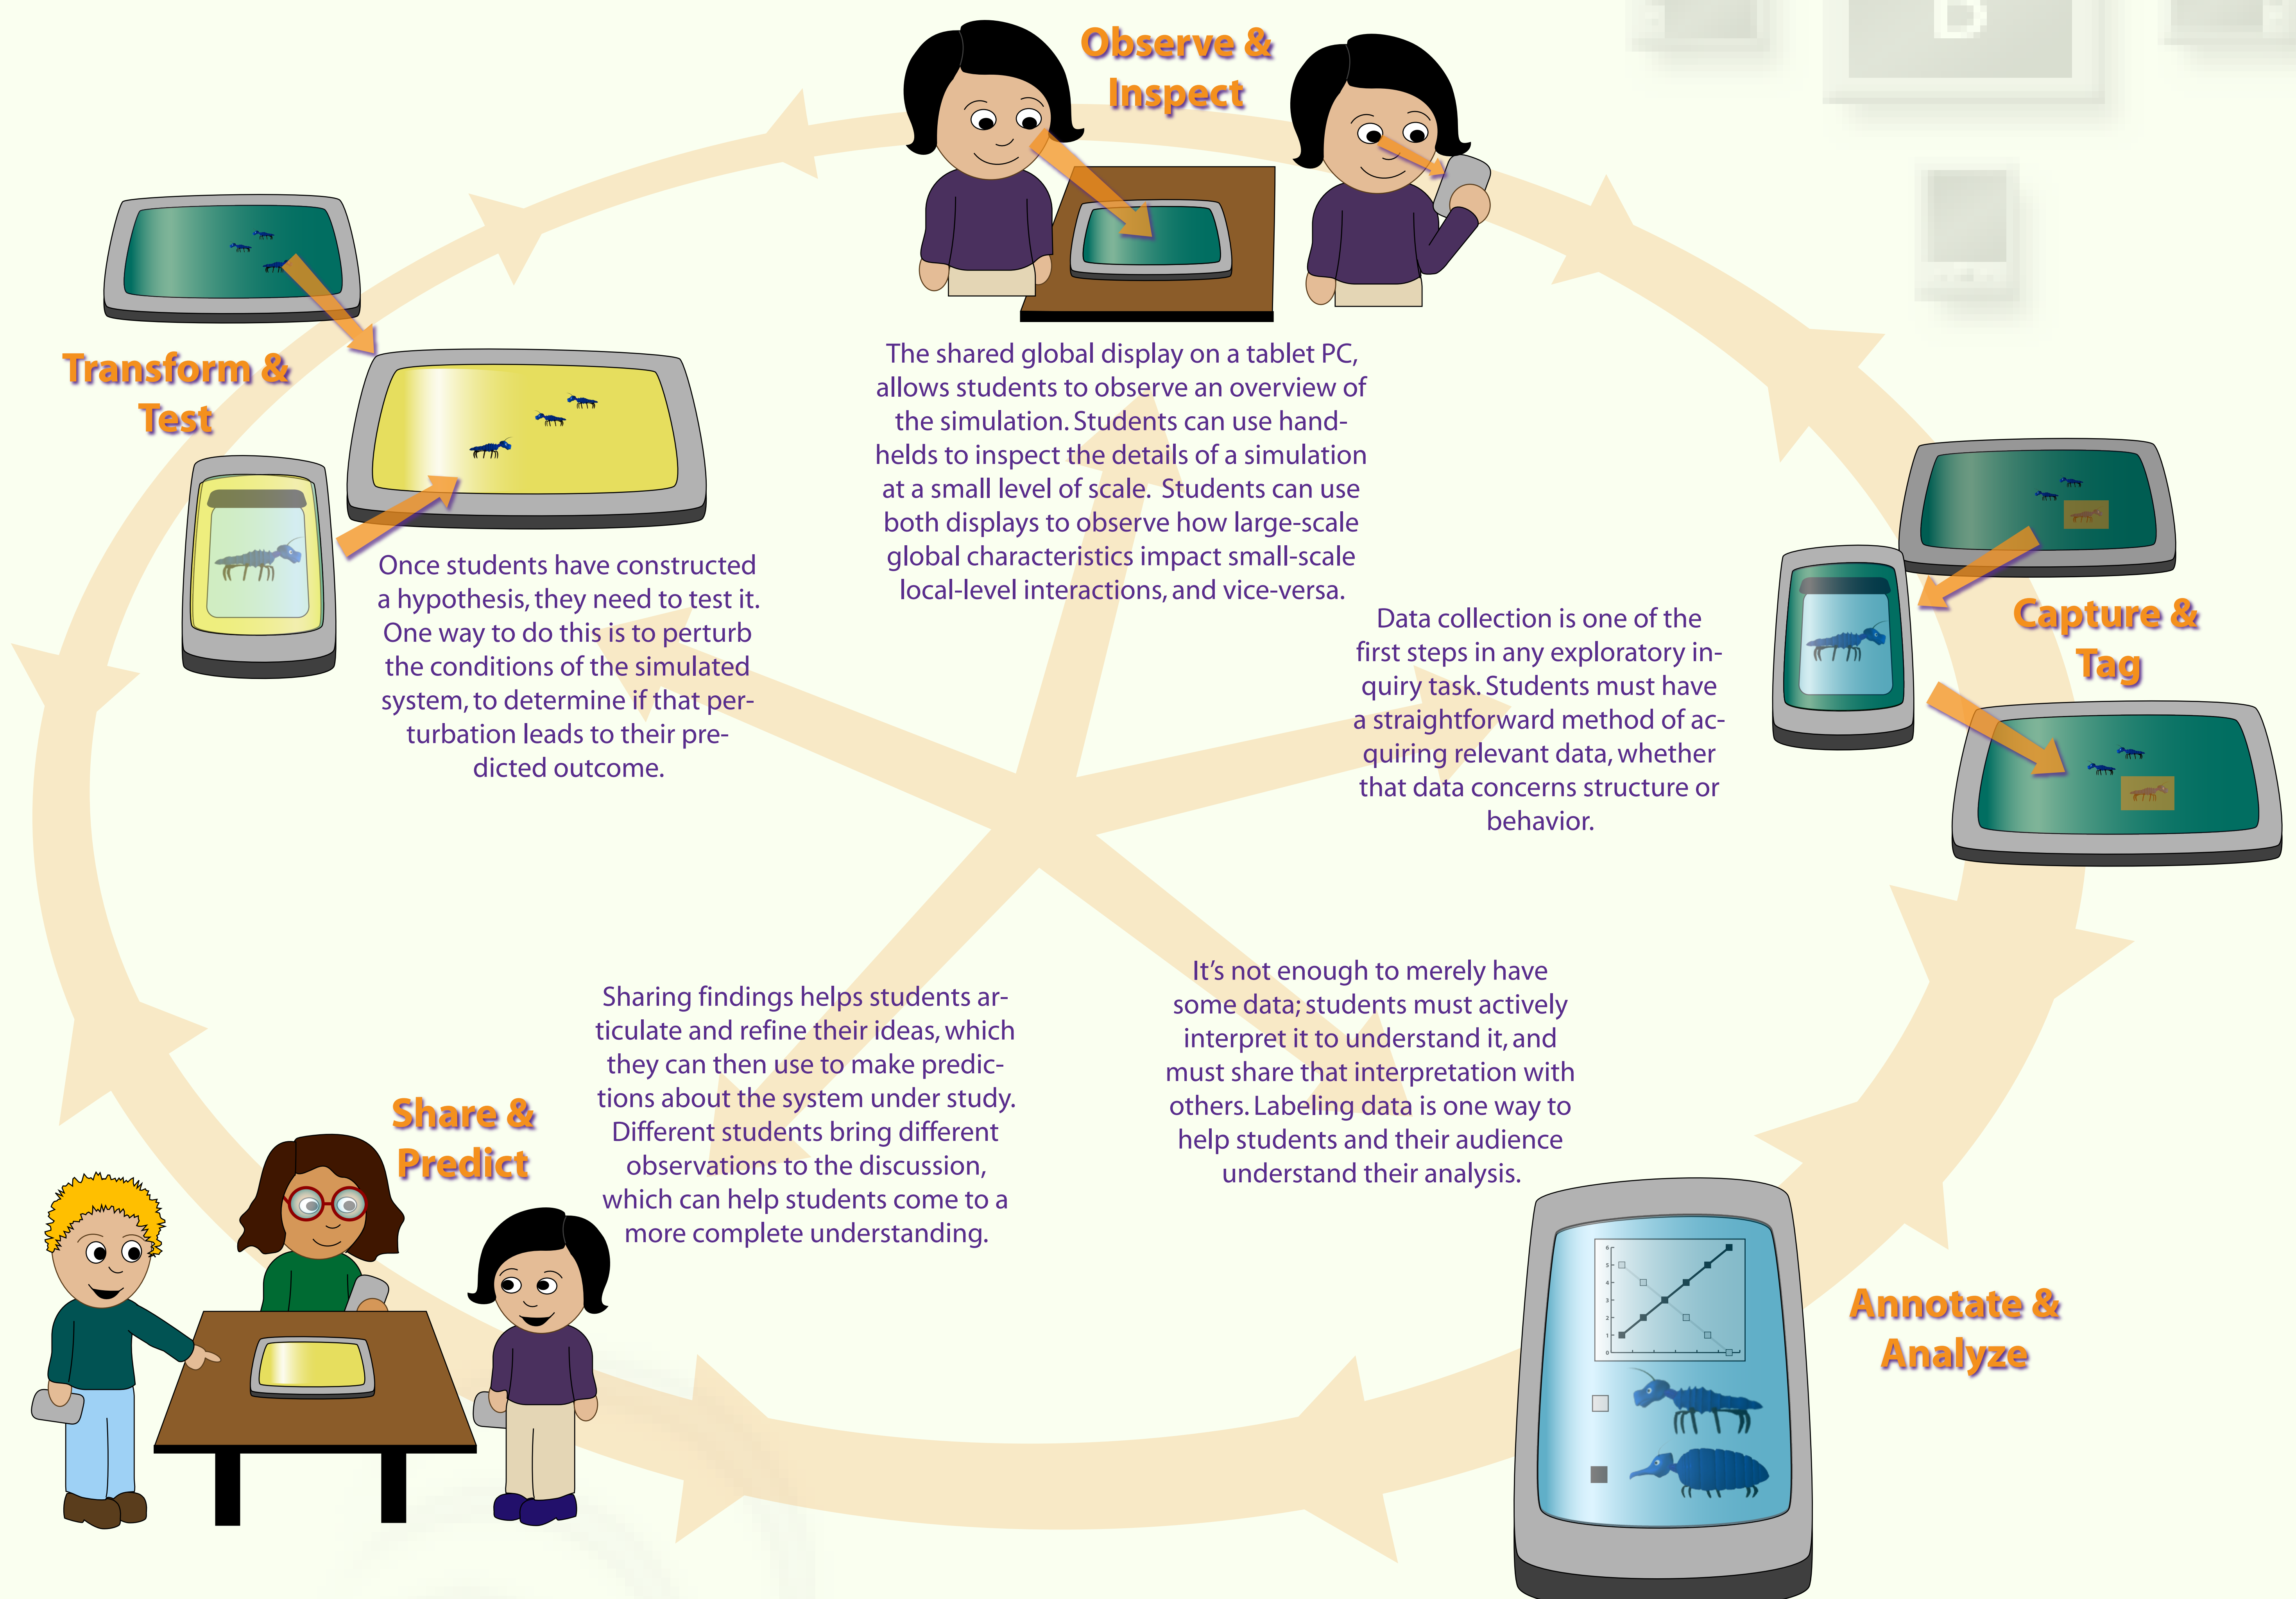 Observe &
Inspect
The shared global display on a tablet PC,
allows students to observe an overview of
the simulation. Students can use hand-
helds to inspect the details of a simulation
at a small level of scale.  Students can use
both displays to observe how large-scale
global characteristics impact small-scale
local-level interactions, and vice-versa.
Transform &
Test
Once students have constructed
a hypothesis, they need to test it.
One way to do this is to perturb
the conditions of the simulated
system, to determine if that per-
turbation leads to their pre-
dicted outcome.
Capture &
Tag
Data collection is one of the
first steps in any exploratory in-
quiry task. Students must have
a straightforward method of ac-
quiring relevant data, whether
that data concerns structure or
behavior.
Share &
Predict
Sharing findings helps students ar-
ticulate and refine their ideas, which
they can then use to make predic-
tions about the system under study.
Different students bring different
observations to the discussion,
which can help students come to a
more complete understanding.
It's not enough to merely have
some data; students must actively
interpret it to understand it, and
must share that interpretation with
others. Labeling data is one way to
help students and their audience
understand their analysis.
Annotate &
Analyze
6
5
4
3
2
1
0